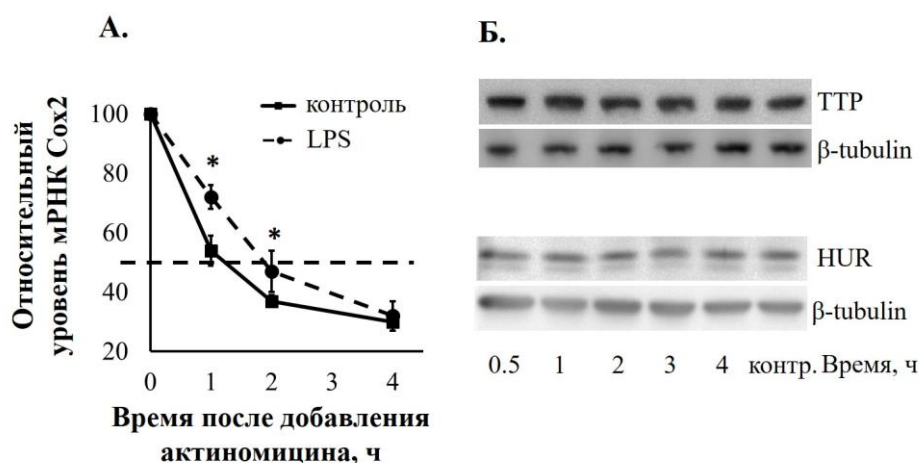 А.
Б.
Относительный
уровень мРНК Cox2
100
80
60
40
20
контроль
LPS
*
*
0
1
2
3
4
Время после добавления
актиномицина, ч
TTP
β-tubulin
HUR
β-tubulin
0.5 1 2 3 4 контр. Время, ч